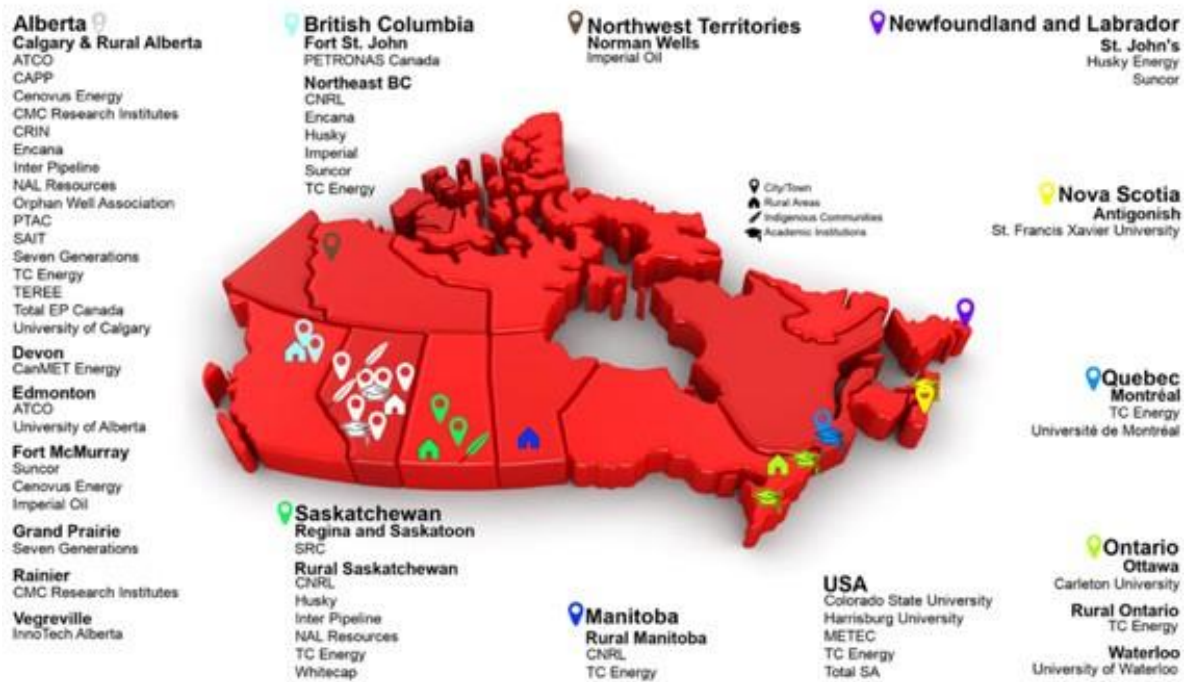 Alberta
Calgary & Rural Alberta
ATCO
CAPP
Cenovus Energy
CMC Research Institutes
CRIN
Encana
Inter Pipeline
NAL Resources
Orphan Well Association
PTAC
SAIT
Seven Generations
TC Energy
TEREE
Total EP Canada
University of Calgary
Devon
CanMET Energy
Edmonton
ATCO
University of Alberta
Fort McMurray
Suncor
Cenovus Energy
Imperial Oil
Grand Prairie
Seven Generations
Rainier
CMC Research Institutes
Vegreville
InnoTech Alberta
British Columbia
Fort St. John
PETRONAS Canada
Northeast BC
CNRL
Encana
Husky
Imperial
Suncor
TC Energy
Northwest Territories
Norman Wells
Imperial Oil
Newfoundland and Labrador
St. John's
Husky Energy
Suncor
City/Town
Rural Areas
Indigenous Communities
Academic Institutions
Nova Scotia
Antigonish
St. Francis Xavier University
Quebec
Montréal
TC Energy
Université de Montréal
Saskatchewan
Regina and Saskatoon
SRC
Rural Saskatchewan
CNRL
Husky
Inter Pipeline
NAL Resources
TC Energy
Whitecap
Manitoba
Rural Manitoba
CNRL
TC Energy
USA
Colorado State University
Harrisburg University
METEC
TC Energy
Total SA
Ontario
Ottawa
Carleton University
Rural Ontario
TC Energy
Waterloo
University of Waterloo